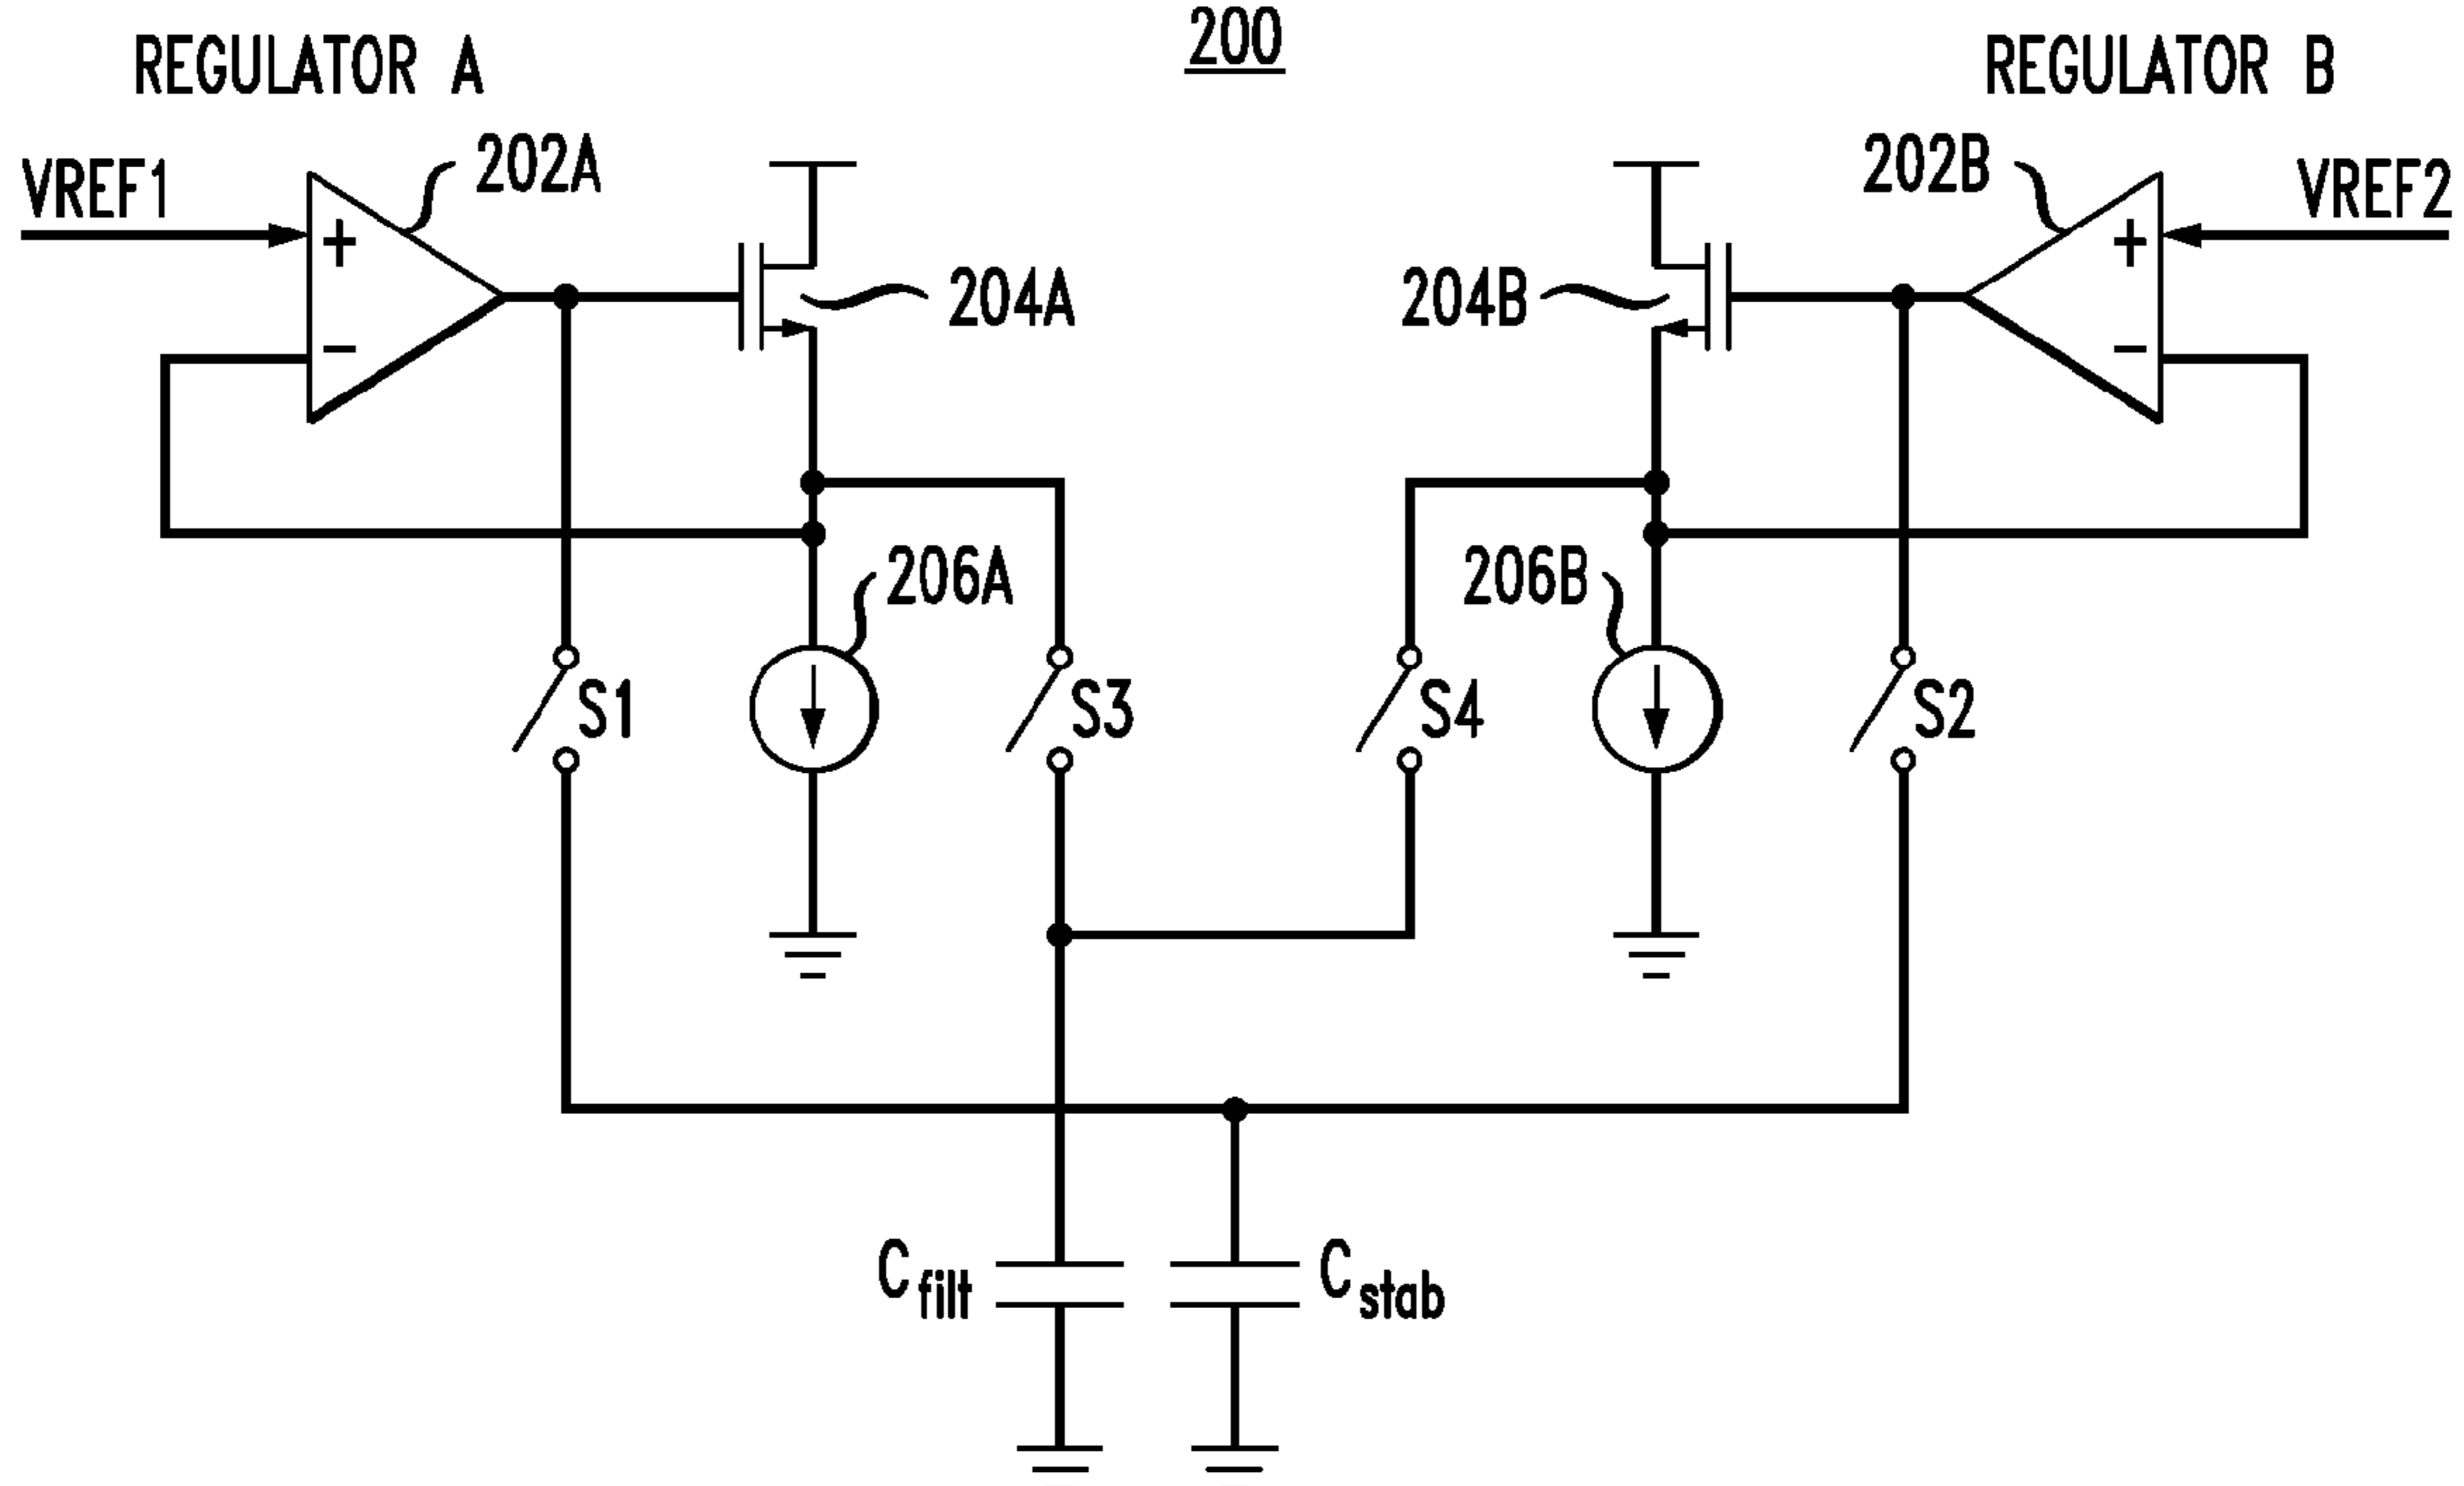 200
REGULATOR A
REGULATOR B
VREF1
202A
202B
VREF2
+
+
204A
204B
−
−
206A
206B
S1
S3
S4
S2
Cfilt
Cstab